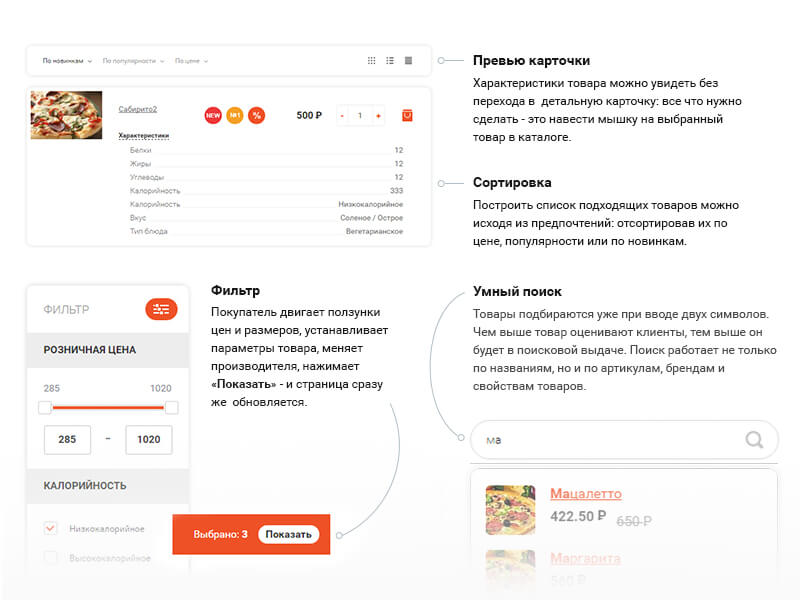 По новинкам По популярности По цене
Превью карточки
Характеристики товара можно увидеть без
перехода в детальную карточку: все что нужно
сделать - это навести мышку на выбранный
товар в каталоге.
Сабирито2
NEW №1 % 500 ₽ - 1 +
Характеристики
Белки 12
Жиры 12
Углеводы 12
Калорийность 333
Калорийность Низкокалорийное
Вкус Соленое / Острое
Тип блюда Вегетарианское
Сортировка
Построить список подходящих товаров можно
исходя из предпочтений: отсортировав их по
цене, популярности или по новинкам.
ФИЛЬТР
РОЗНИЧНАЯ ЦЕНА
285 1020
285 – 1020
КАЛОРИЙНОСТЬ
Низкокалорийное
Высококалорийное
Фильтр
Покупатель двигает ползунки
цен и размеров, устанавливает
параметры товара, меняет
производителя, нажимает
«Показать» - и страница сразу
же обновляется.
Выбрано: 3 Показать
Умный поиск
Товары подбираются уже при вводе двух символов.
Чем выше товар оценивают клиенты, тем выше он
будет в поисковой выдаче. Поиск работает не только
по названиям, но и по артикулам, брендам и
свойствам товаров.
ма
Мацалетто
422.50 ₽ 650 ₽
Маргарита
560 ₽